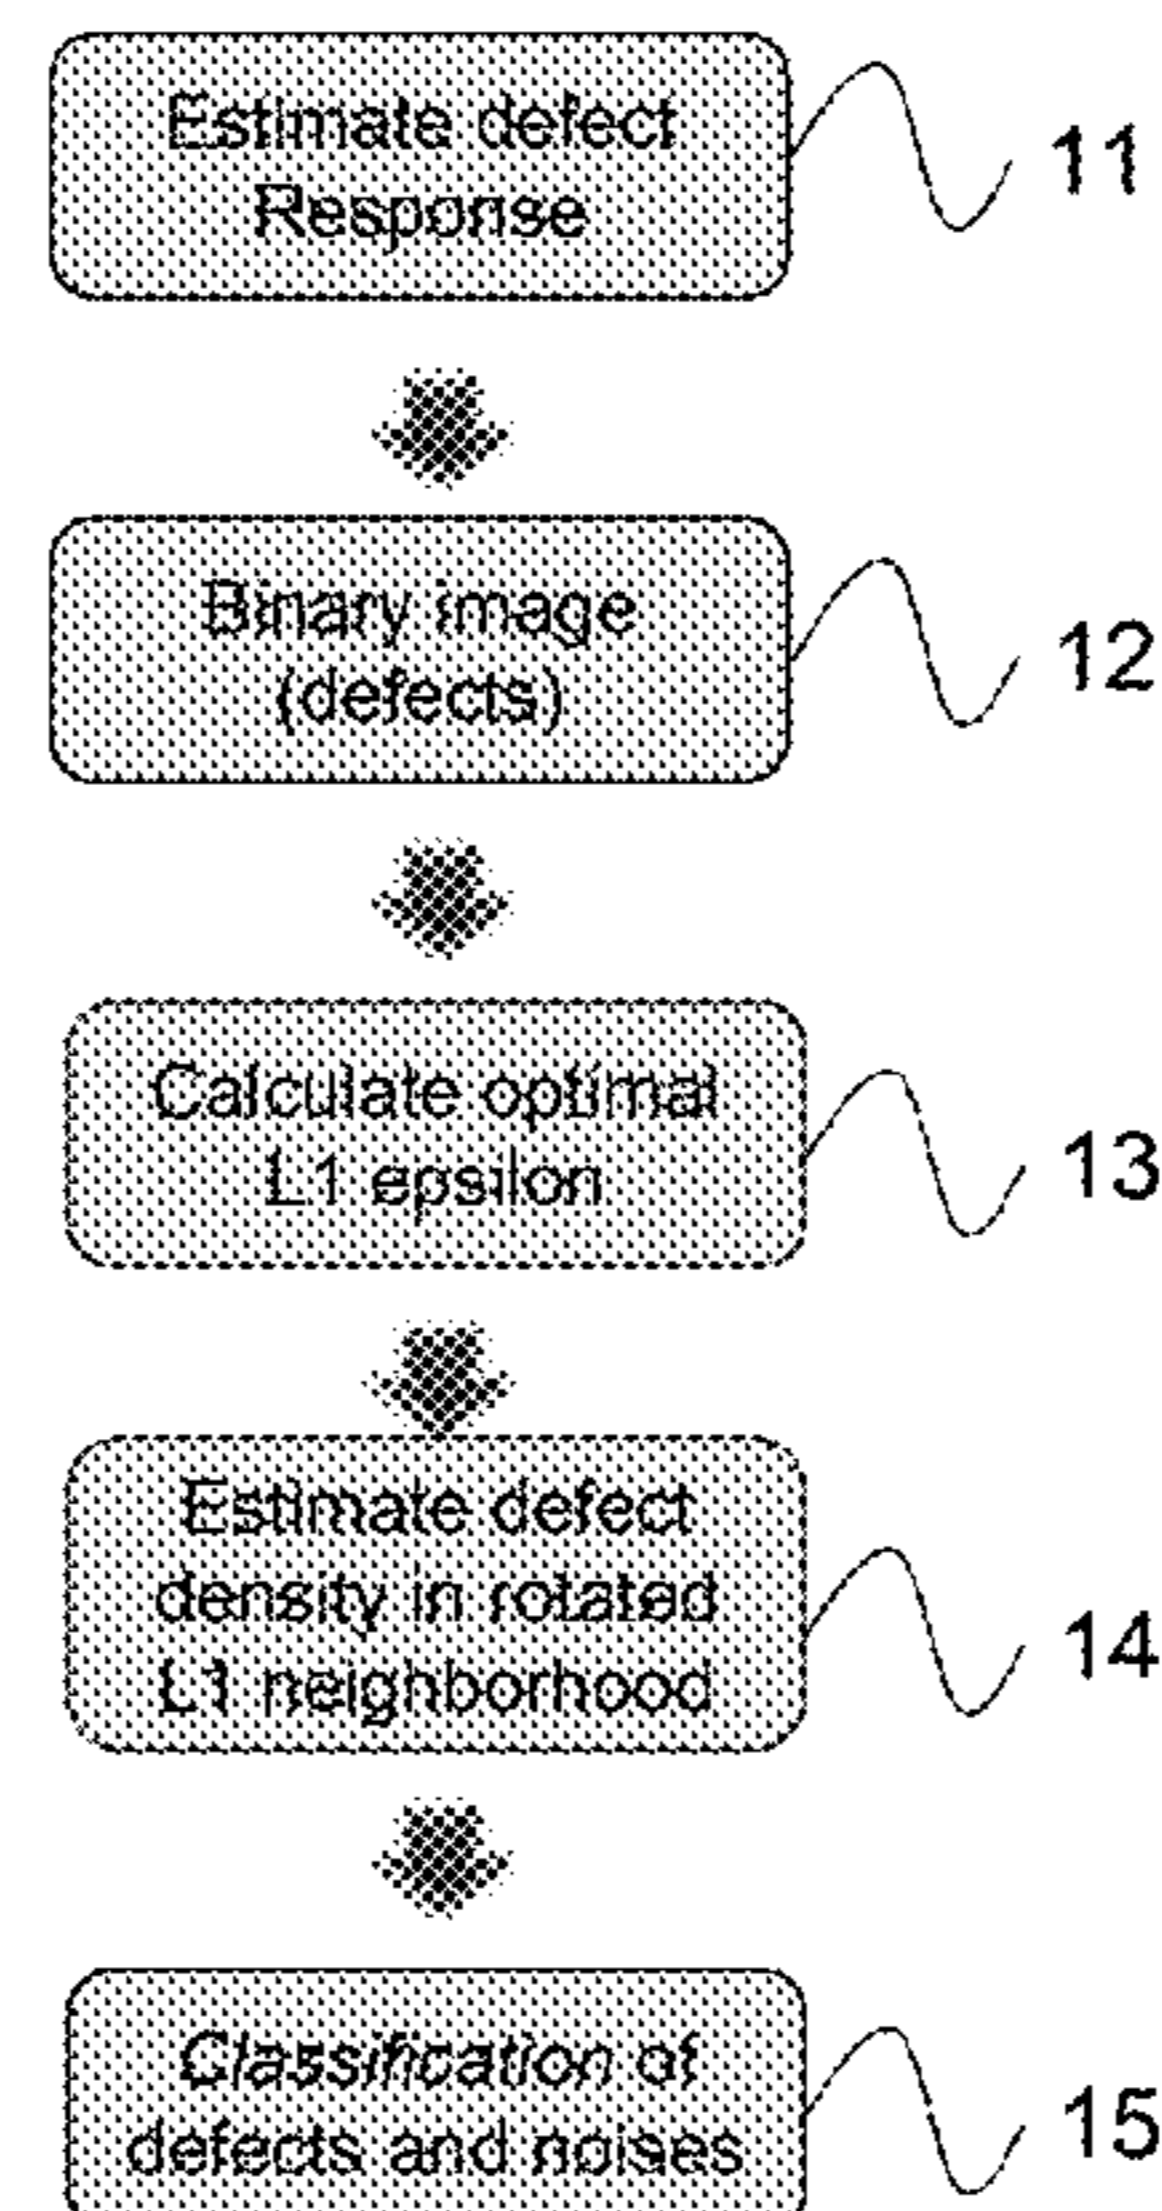 Estimate defect
Response
11
Binary image
(defects)
12
Calculate optimal
L1 epsilon
13
Estimate defect
density in rotated
L1 neighborhood
14
Classification of
defects and noises
15